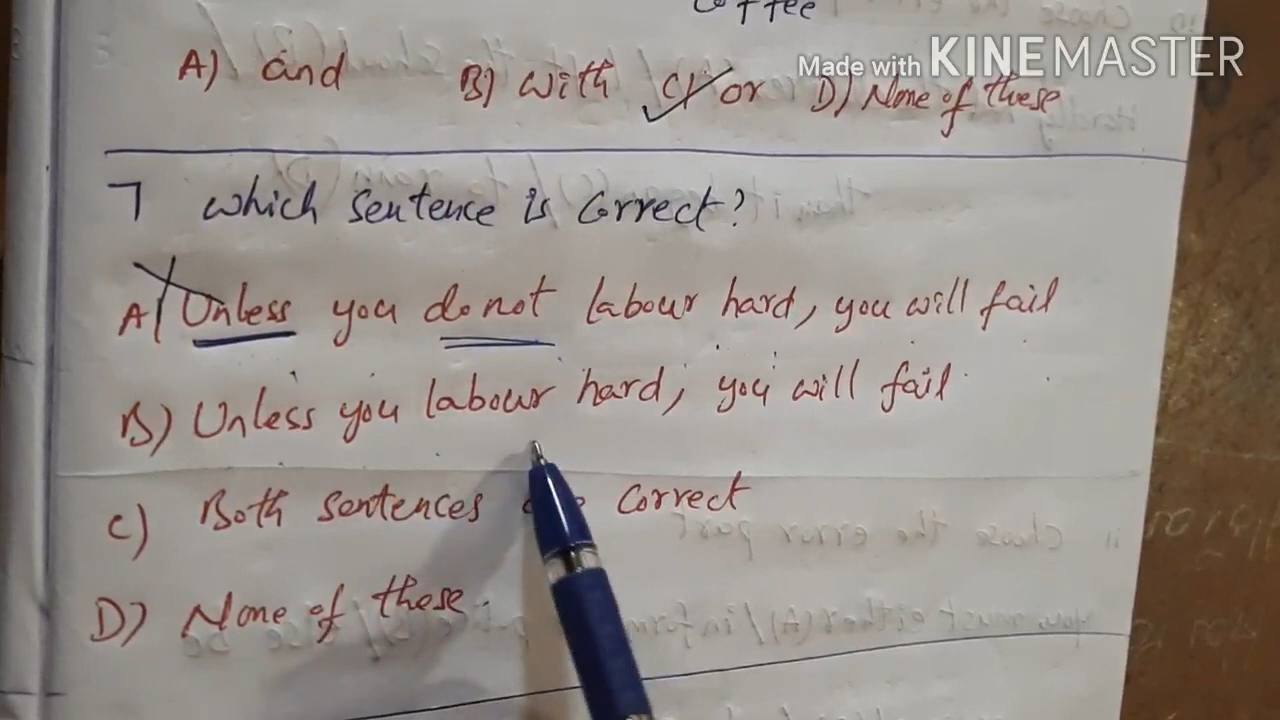 Coffee
Made with KINEMASTER
A) and B) with C) or D) None of these
7 which sentence is Correct?
A) Unless you do not labour hard, you will fail
B) Unless you labour hard, you will fail
C) Both sentences correct
D) None of these.